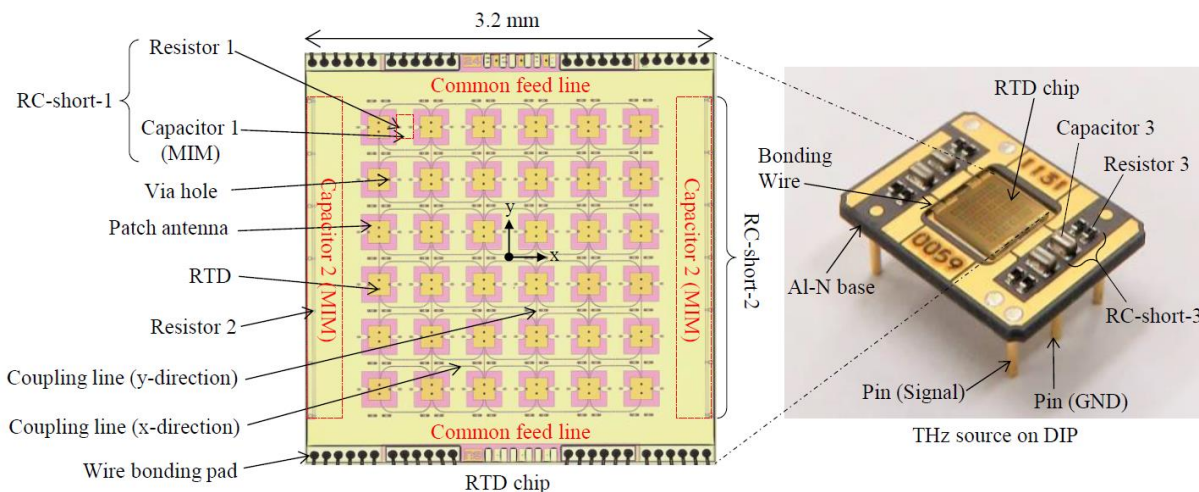 3.2 mm
Resistor 1
RC-short-1
Capacitor 1
(MIM)
Via hole
Patch antenna
RTD
Resistor 2
Coupling line (y-direction)
Coupling line (x-direction)
Wire bonding pad
Common feed line
Capacitor 2 (MIM)
y
x
Capacitor 2 (MIM)
RC-short-2
Common feed line
RTD chip
RTD chip
Capacitor 3
Resistor 3
Bonding
Wire
1131
0059
Al-N base
RC-short-3
Pin (Signal)
Pin (GND)
THz source on DIP